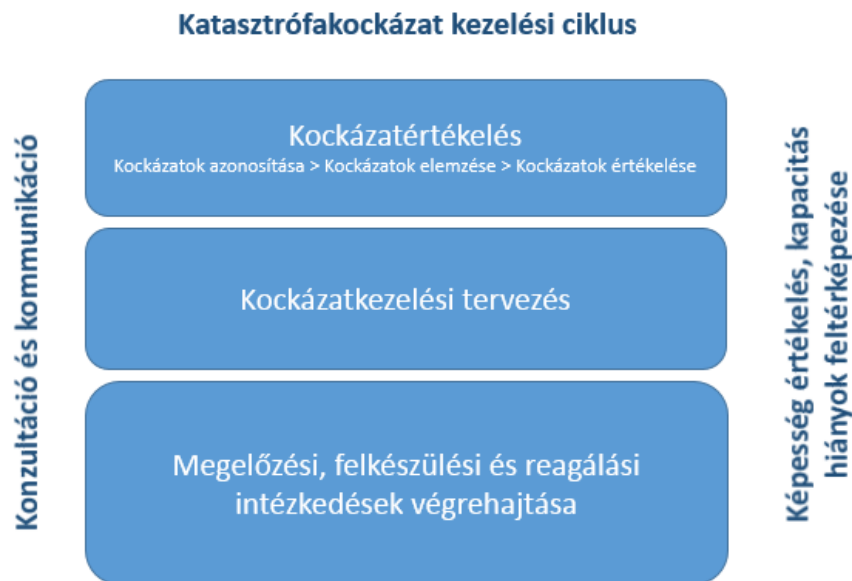 Katasztrófakockázat kezelési ciklus
Konzultáció és kommunikáció
Kockázatértékelés
Kockázatok azonosítása > Kockázatok elemzése > Kockázatok értékelése
Kockázatkezelési tervezés
Megelőzési, felkészülési és reagálási
intézkedések végrehajtása
Képesség értékelés, kapacitás
hiányok feltérképezése